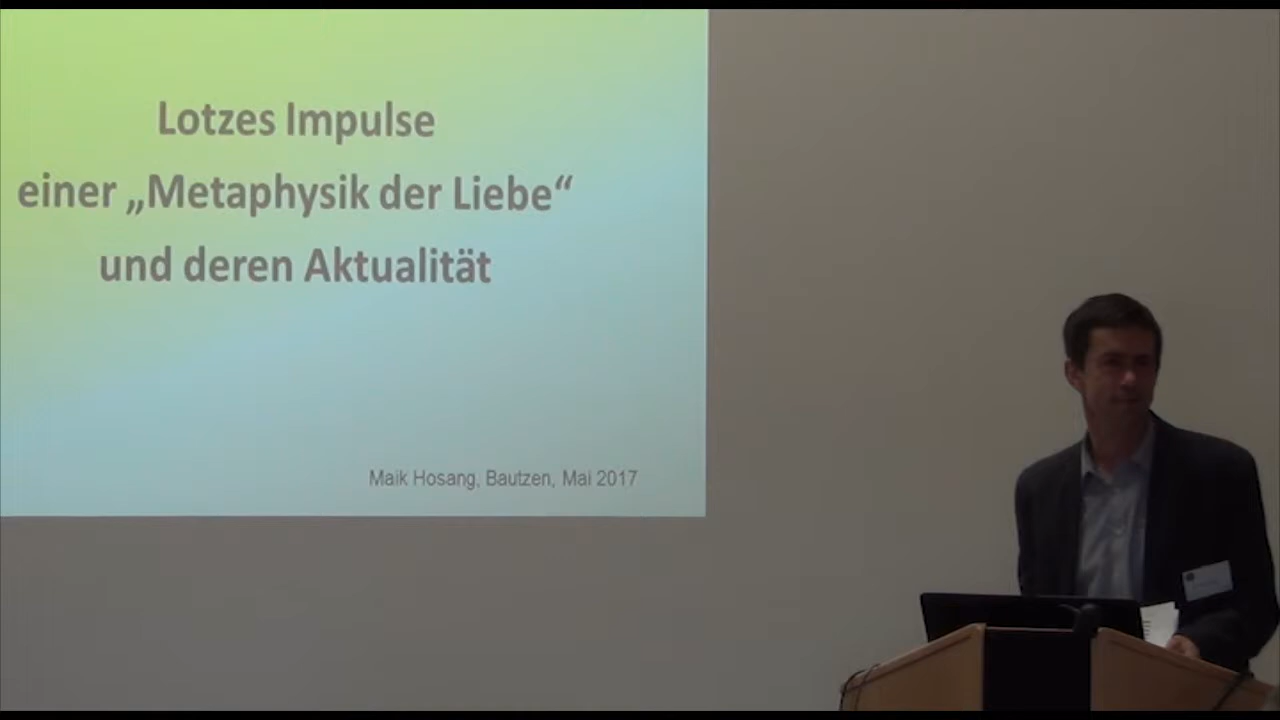 Lotzes Impulse
einer „Metaphysik der Liebe“
und deren Aktualität
Maik Hosang, Bautzen, Mai 2017